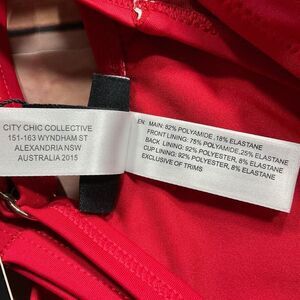 CITY CHIC COLLECTIVE
151-163 WYNDHAM ST
ALEXANDRIA NSW
AUSTRALIA 2015
EN: MAIN: 82% POLYAMIDE ,18% ELASTANE
FRONT LINING: 75% POLYAMIDE,25% ELASTANE
BACK LINING: 92% POLYESTER, 8% ELASTANE
CUP LINING: 92% POLYESTER, 8% ELASTANE
EXCLUSIVE OF TRIMS